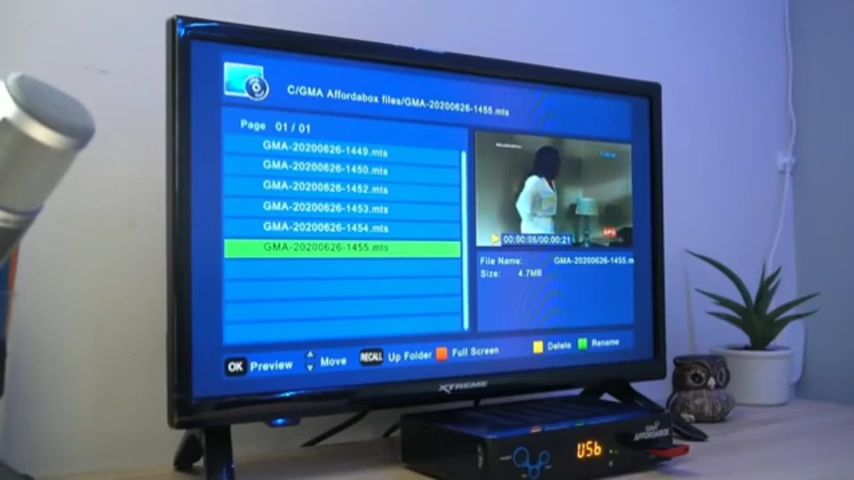 C/GMA Affordabox files/GMA-20200626-1455.mts
Page 01 / 01
GMA-20200626-1449.mts
GMA-20200626-1450.mts
GMA-20200626-1452.mts
GMA-20200626-1453.mts
GMA-20200626-1454.mts
GMA-20200626-1455.mts
00:00:06/00:00:21
SPG
File Name: GMA-20200626-1455.m
Size: 4.7MB
OK Preview Move RECALL Up Folder Full Screen Delete Rename
XTREME
AFFORDABOX
USb